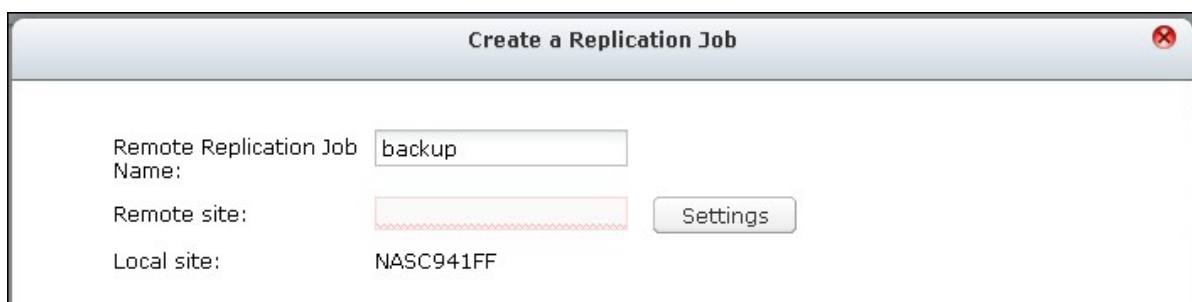 Create a Replication Job
Remote Replication Job backup
Name:
Remote site: Settings
Local site: NASC941FF